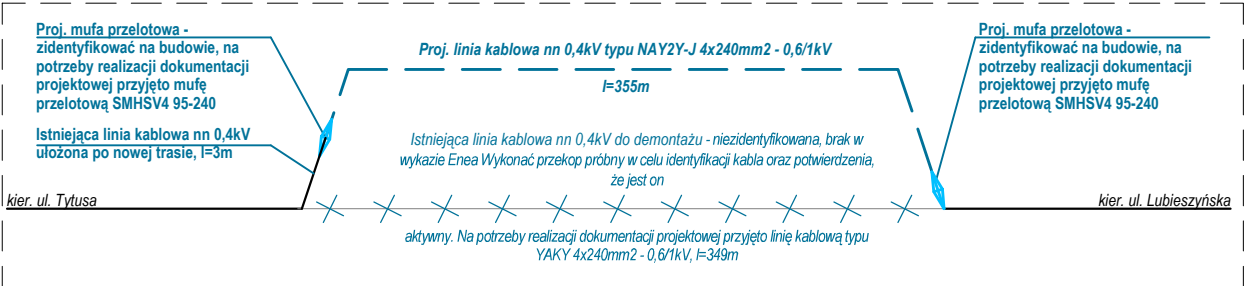 Proj. mufa przelotowa -
zidentyfikować na budowie, na
potrzeby realizacji dokumentacji
projektowej przyjęto mufę
przelotową SMHSV4 95-240
Istniejąca linia kablowa nn 0,4kV
ułożona po nowej trasie, l=3m
kier. ul. Tytusa
Proj. linia kablowa nn 0,4kV typu NAY2Y-J 4x240mm2 - 0,6/1kV
l=355m
Istniejąca linia kablowa nn 0,4kV do demontażu - niezidentyfikowana, brak w
wykazie Enea Wykonać przekop próbny w celu identyfikacji kabla oraz potwierdzenia,
że jest on
aktywny. Na potrzeby realizacji dokumentacji projektowej przyjęto linię kablową typu
YAKY 4x240mm2 - 0,6/1kV, l=349m
Proj. mufa przelotowa -
zidentyfikować na budowie, na
potrzeby realizacji dokumentacji
projektowej przyjęto mufę
przelotową SMHSV4 95-240
kier. ul. Lubieszyńska